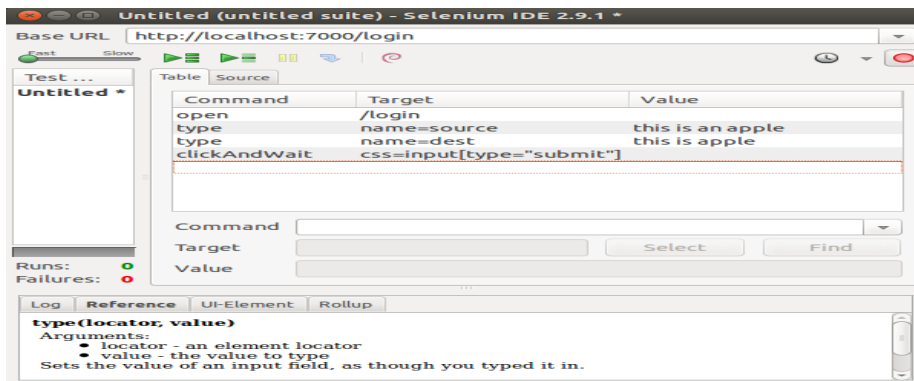 Untitled (untitled suite) - Selenium IDE 2.9.1 *
Base URL http://localhost:7000/login
Fast Slow
Test ...
Untitled *
Table Source
Command Target Value
open /login
type name=source this is an apple
type name=dest this is apple
clickAndWait css=input[type="submit"]
Command
Target Select Find
Value
Runs: 0
Failures: 0
Log Reference UI-Element Rollup
type(locator, value)
Arguments:
• locator - an element locator
• value - the value to type
Sets the value of an input field, as though you typed it in.